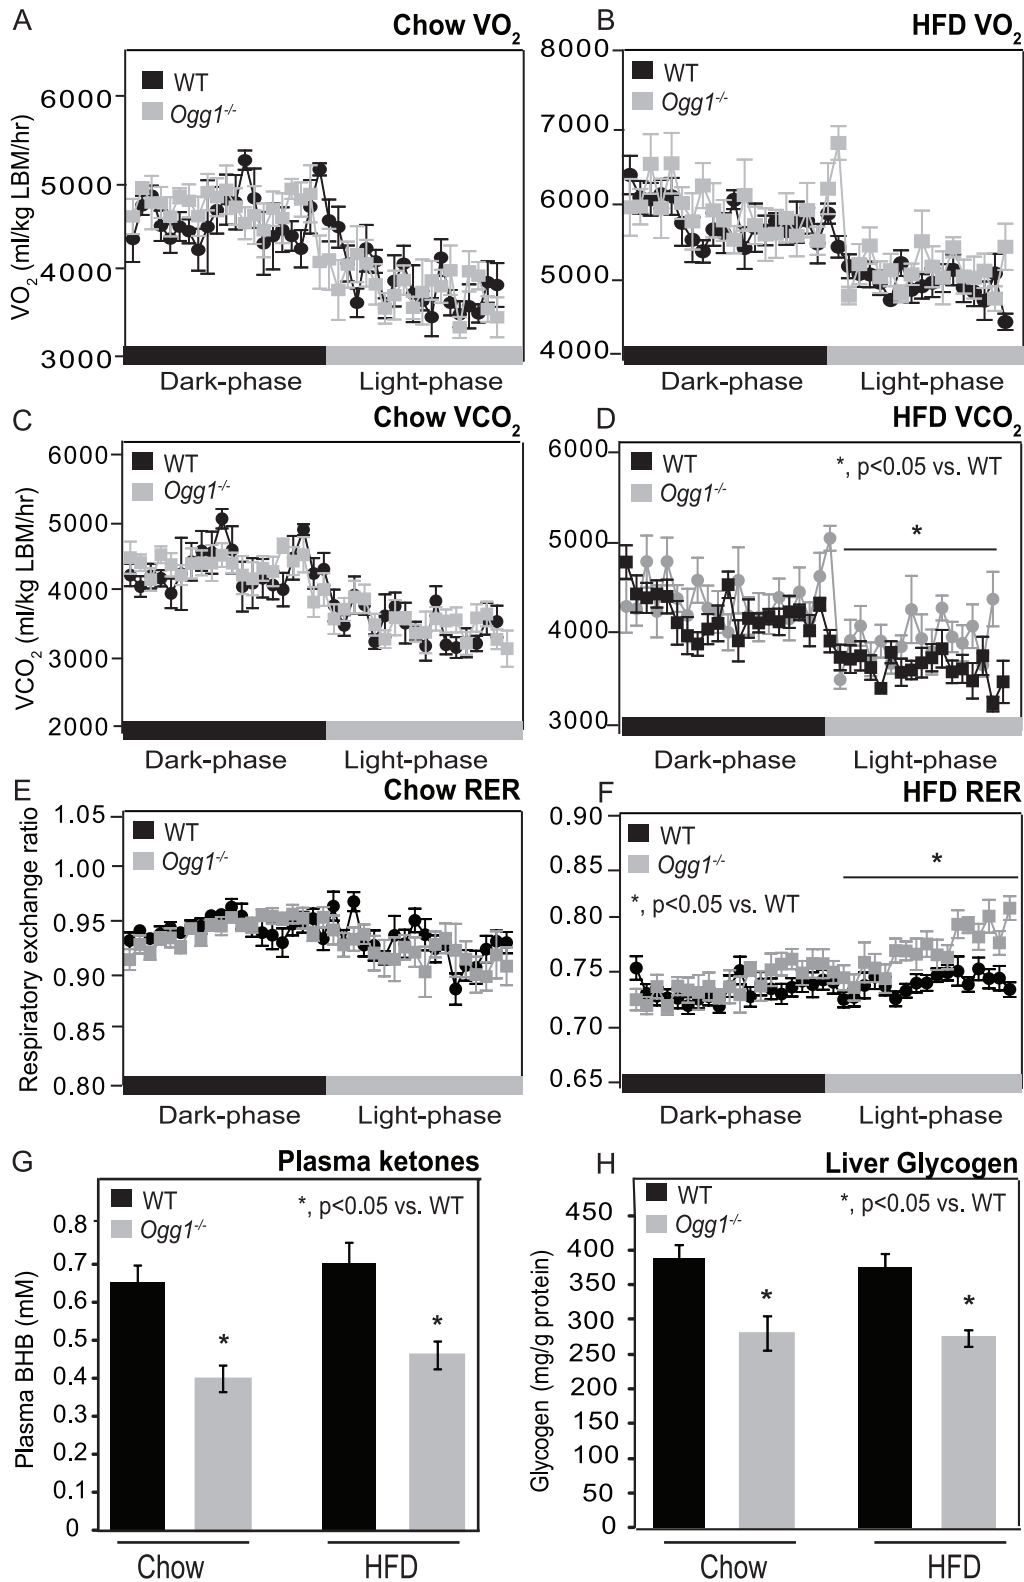 A
Chow VO2
WT
Ogg1-/-
VO2 (ml/kg LBM/hr)
6000
5000
4000
3000
Dark-phase Light-phase
B
HFD VO2
WT
Ogg1-/-
8000
7000
6000
5000
4000
Dark-phase Light-phase
C
Chow VCO2
WT
Ogg1-/-
VCO2 (ml/kg LBM/hr)
6000
5000
4000
3000
2000
Dark-phase Light-phase
D
HFD VCO2
WT
Ogg1-/-
*, p<0.05 vs. WT
*
6000
5000
4000
3000
Dark-phase Light-phase
E
Chow RER
WT
Ogg1-/-
Respiratory exchange ratio
1.05
1.00
0.95
0.90
0.85
0.80
Dark-phase Light-phase
F
HFD RER
WT
Ogg1-/-
*, p<0.05 vs. WT
*
0.90
0.85
0.80
0.75
0.70
0.65
Dark-phase Light-phase
G
Plasma ketones
WT
Ogg1-/-
*, p<0.05 vs. WT
Plasma BHB (mM)
0.8
0.7
0.6
0.5
0.4
0.3
0.2
0.1
0
*
*
Chow HFD
H
Liver Glycogen
WT
Ogg1-/-
*, p<0.05 vs. WT
Glycogen (mg/g protein)
450
400
350
300
250
200
150
100
50
0
*
*
Chow HFD